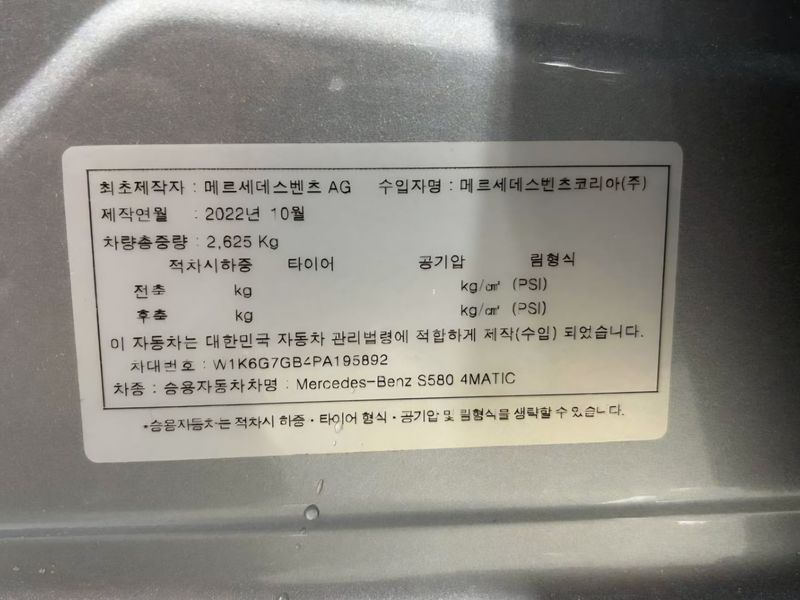 최초제작자 : 메르세데스벤츠 AG 수입자명 : 메르세데스벤츠코리아(주)
제작연월 : 2022년 10월
차량총중량 : 2,625 Kg
적차시하중 타이어 공기압 림형식
전축 kg kg/㎠ (PSI)
후축 kg kg/㎠ (PSI)
이 자동차는 대한민국 자동차 관리법령에 적합하게 제작(수입) 되었습니다.
차대번호 : W1K6G7GB4PA195892
차종 : 승용자동차차명 : Mercedes-Benz S580 4MATIC
•승용자동차는 적차시 하중 · 타이어 형식 · 공기압 및 림형식을 생략할 수 있습니다.